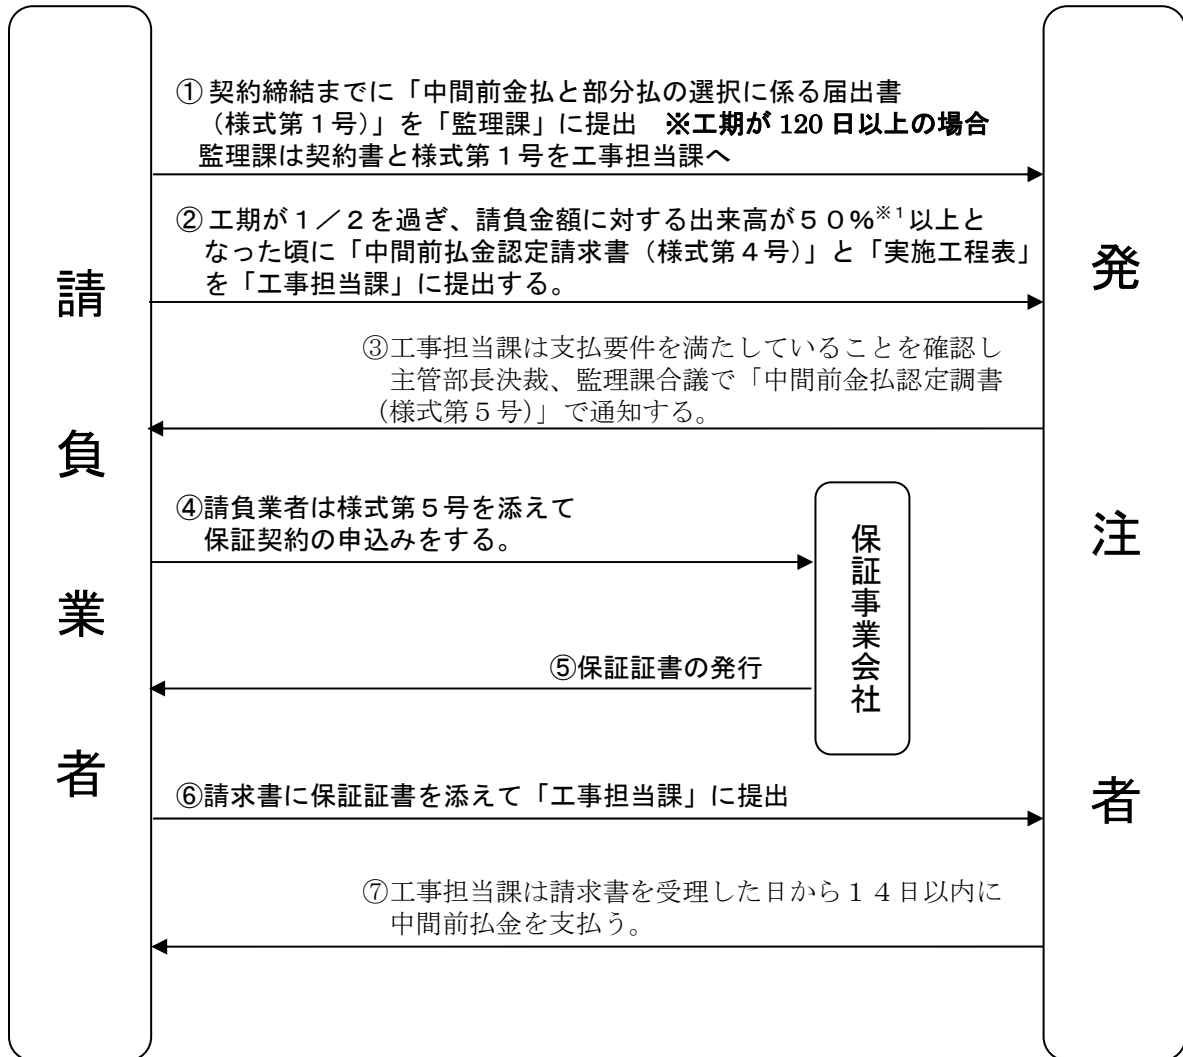 請負業者
① 契約締結までに「中間前金払と部分払の選択に係る届出書
（様式第１号）」を「監理課」に提出　※工期が 120 日以上の場合
監理課は契約書と様式第１号を工事担当課へ
② 工期が１／２を過ぎ、請負金額に対する出来高が５０％※１以上と
なった頃に「中間前払金認定請求書（様式第４号）」と「実施工程表」
を「工事担当課」に提出する。
③工事担当課は支払要件を満たしていることを確認し
主管部長決裁、監理課合議で「中間前金払認定調書
（様式第５号）」で通知する。
④請負業者は様式第５号を添えて
保証契約の申込みをする。
保証事業会社
⑤保証証書の発行
⑥請求書に保証証書を添えて「工事担当課」に提出
⑦工事担当課は請求書を受理した日から１４日以内に
中間前払金を支払う。
発注者